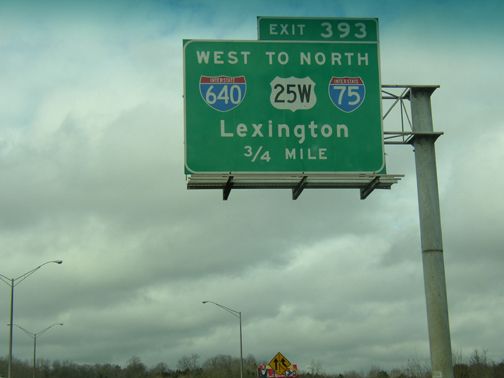 EXIT 393
WEST TO NORTH
INTERSTATE 640 25W INTERSTATE 75
Lexington
3/4 MILE